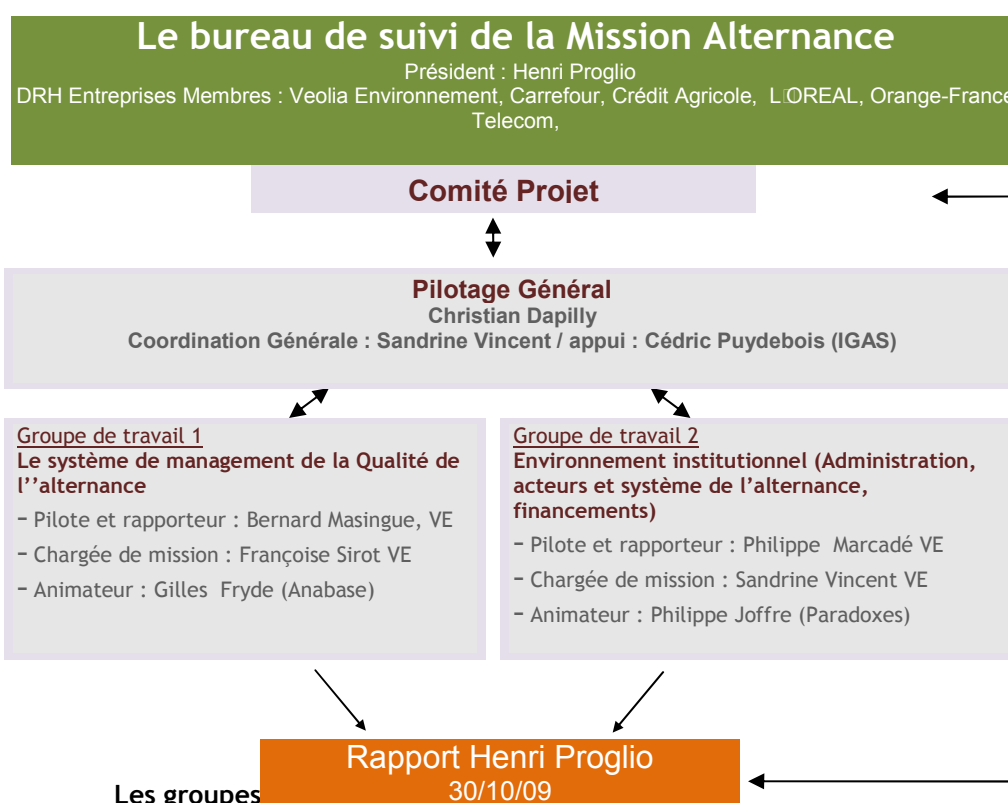 Le bureau de suivi de la Mission Alternance
Président : Henri Proglio
DRH Entreprises Membres : Veolia Environnement, Carrefour, Crédit Agricole, L□OREAL, Orange-France
Telecom,
Comité Projet
Pilotage Général
Christian Dapilly
Coordination Générale : Sandrine Vincent / appui : Cédric Puydebois (IGAS)
Groupe de travail 1
Le système de management de la Qualité de
l’’alternance
- Pilote et rapporteur : Bernard Masingue, VE
- Chargée de mission : Françoise Sirot VE
- Animateur : Gilles Fryde (Anabase)
Groupe de travail 2
Environnement institutionnel (Administration,
acteurs et système de l’alternance,
financements)
- Pilote et rapporteur : Philippe Marcadé VE
- Chargée de mission : Sandrine Vincent VE
- Animateur : Philippe Joffre (Paradoxes)
Rapport Henri Proglio
30/10/09
Les groupes